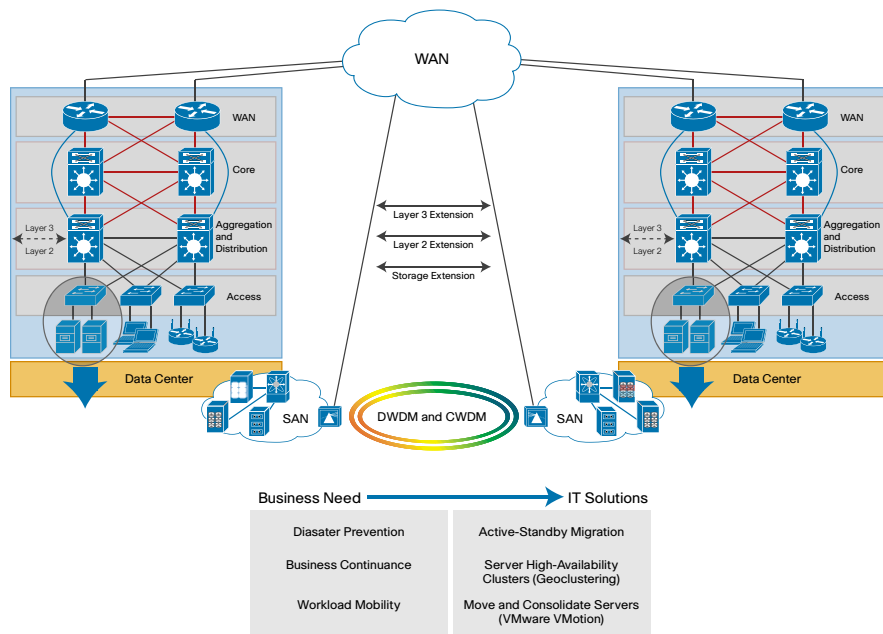 WAN
WAN
WAN
Core
Core
Layer 3 Extension
Layer 3
Layer 2
Aggregation
and
Distribution
Layer 2 Extension
Layer 3
Layer 2
Aggregation
and
Distribution
Storage Extension
Access
Access
Data Center
Data Center
SAN
DWDM and CWDM
SAN
Business Need
IT Solutions
Diasater Prevention
Active-Standby Migration
Business Continuance
Server High-Availability
Clusters (Geoclustering)
Workload Mobility
Move and Consolidate Servers
(VMware VMotion)